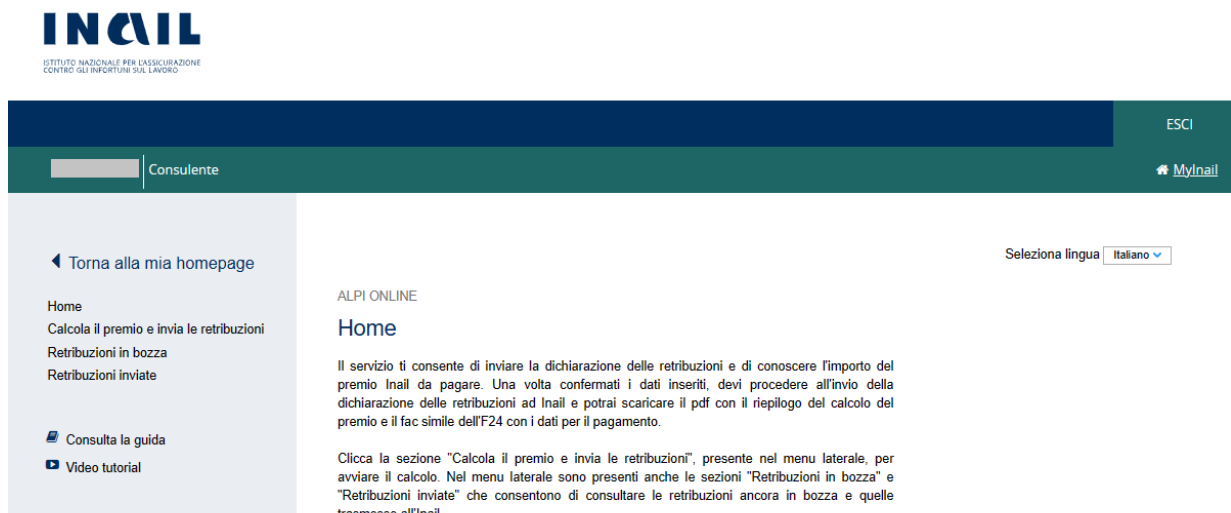 INAIL
ISTITUTO NAZIONALE PER L'ASSICURAZIONE
CONTRO GLI INFORTUNI SUL LAVORO
ESCI
Consulente
MyInail
Torna alla mia homepage
Home
Calcola il premio e invia le retribuzioni
Retribuzioni in bozza
Retribuzioni inviate
Consulta la guida
Video tutorial
Seleziona lingua Italiano
ALPI ONLINE
Home
Il servizio ti consente di inviare la dichiarazione delle retribuzioni e di conoscere l'importo del
premio Inail da pagare. Una volta confermati i dati inseriti, devi procedere all'invio della
dichiarazione delle retribuzioni ad Inail e potrai scaricare il pdf con il riepilogo del calcolo del
premio e il fac simile dell'F24 con i dati per il pagamento.
Clicca la sezione "Calcola il premio e invia le retribuzioni", presente nel menu laterale, per
avviare il calcolo. Nel menu laterale sono presenti anche le sezioni "Retribuzioni in bozza" e
"Retribuzioni inviate" che consentono di consultare le retribuzioni ancora in bozza e quelle
trasmesse all'Inail